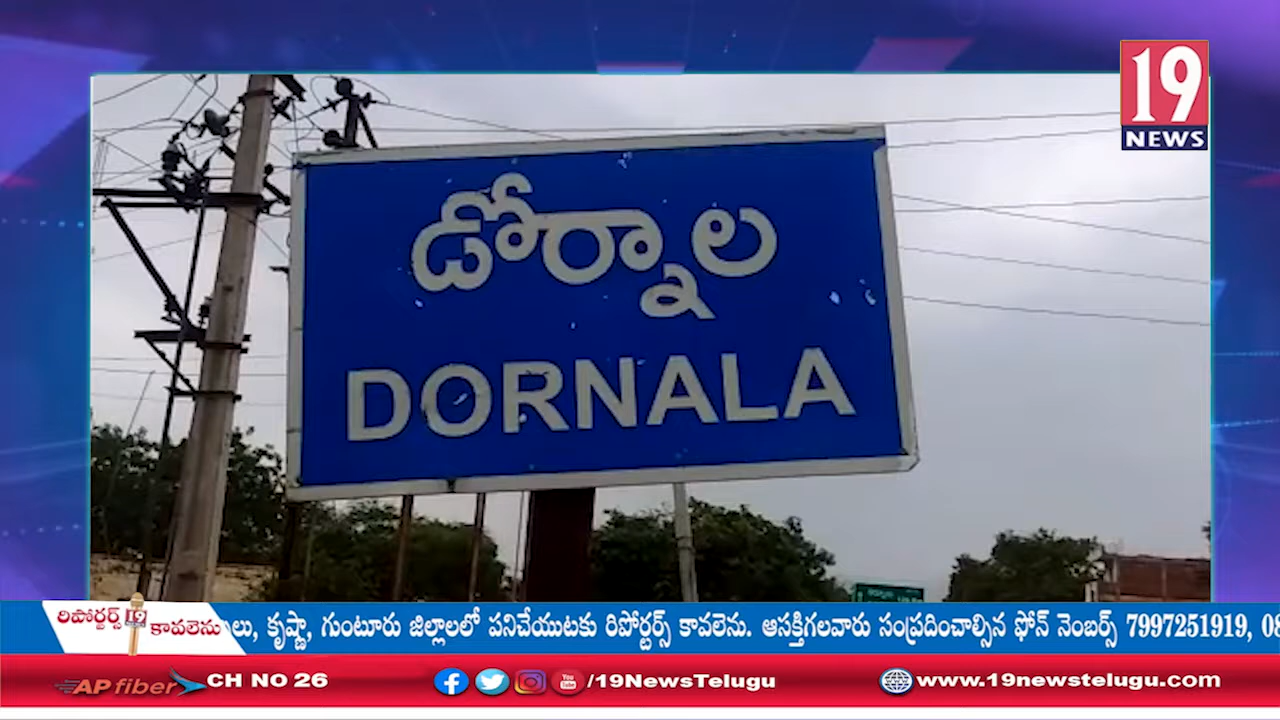 19
NEWS
డోర్నాల
DORNALA
రిపోర్టర్స్ 19 కావలెను
లు, కృష్ణా, గుంటూరు జిల్లాలలో పనిచేయుటకు రిపోర్టర్స్ కావలెను. ఆసక్తిగలవారు సంప్రదించాల్సిన ఫోన్ నెంబర్స్ 7997251919, 08
AP fiber CH NO 26 /19NewsTelugu www.19newstelugu.com